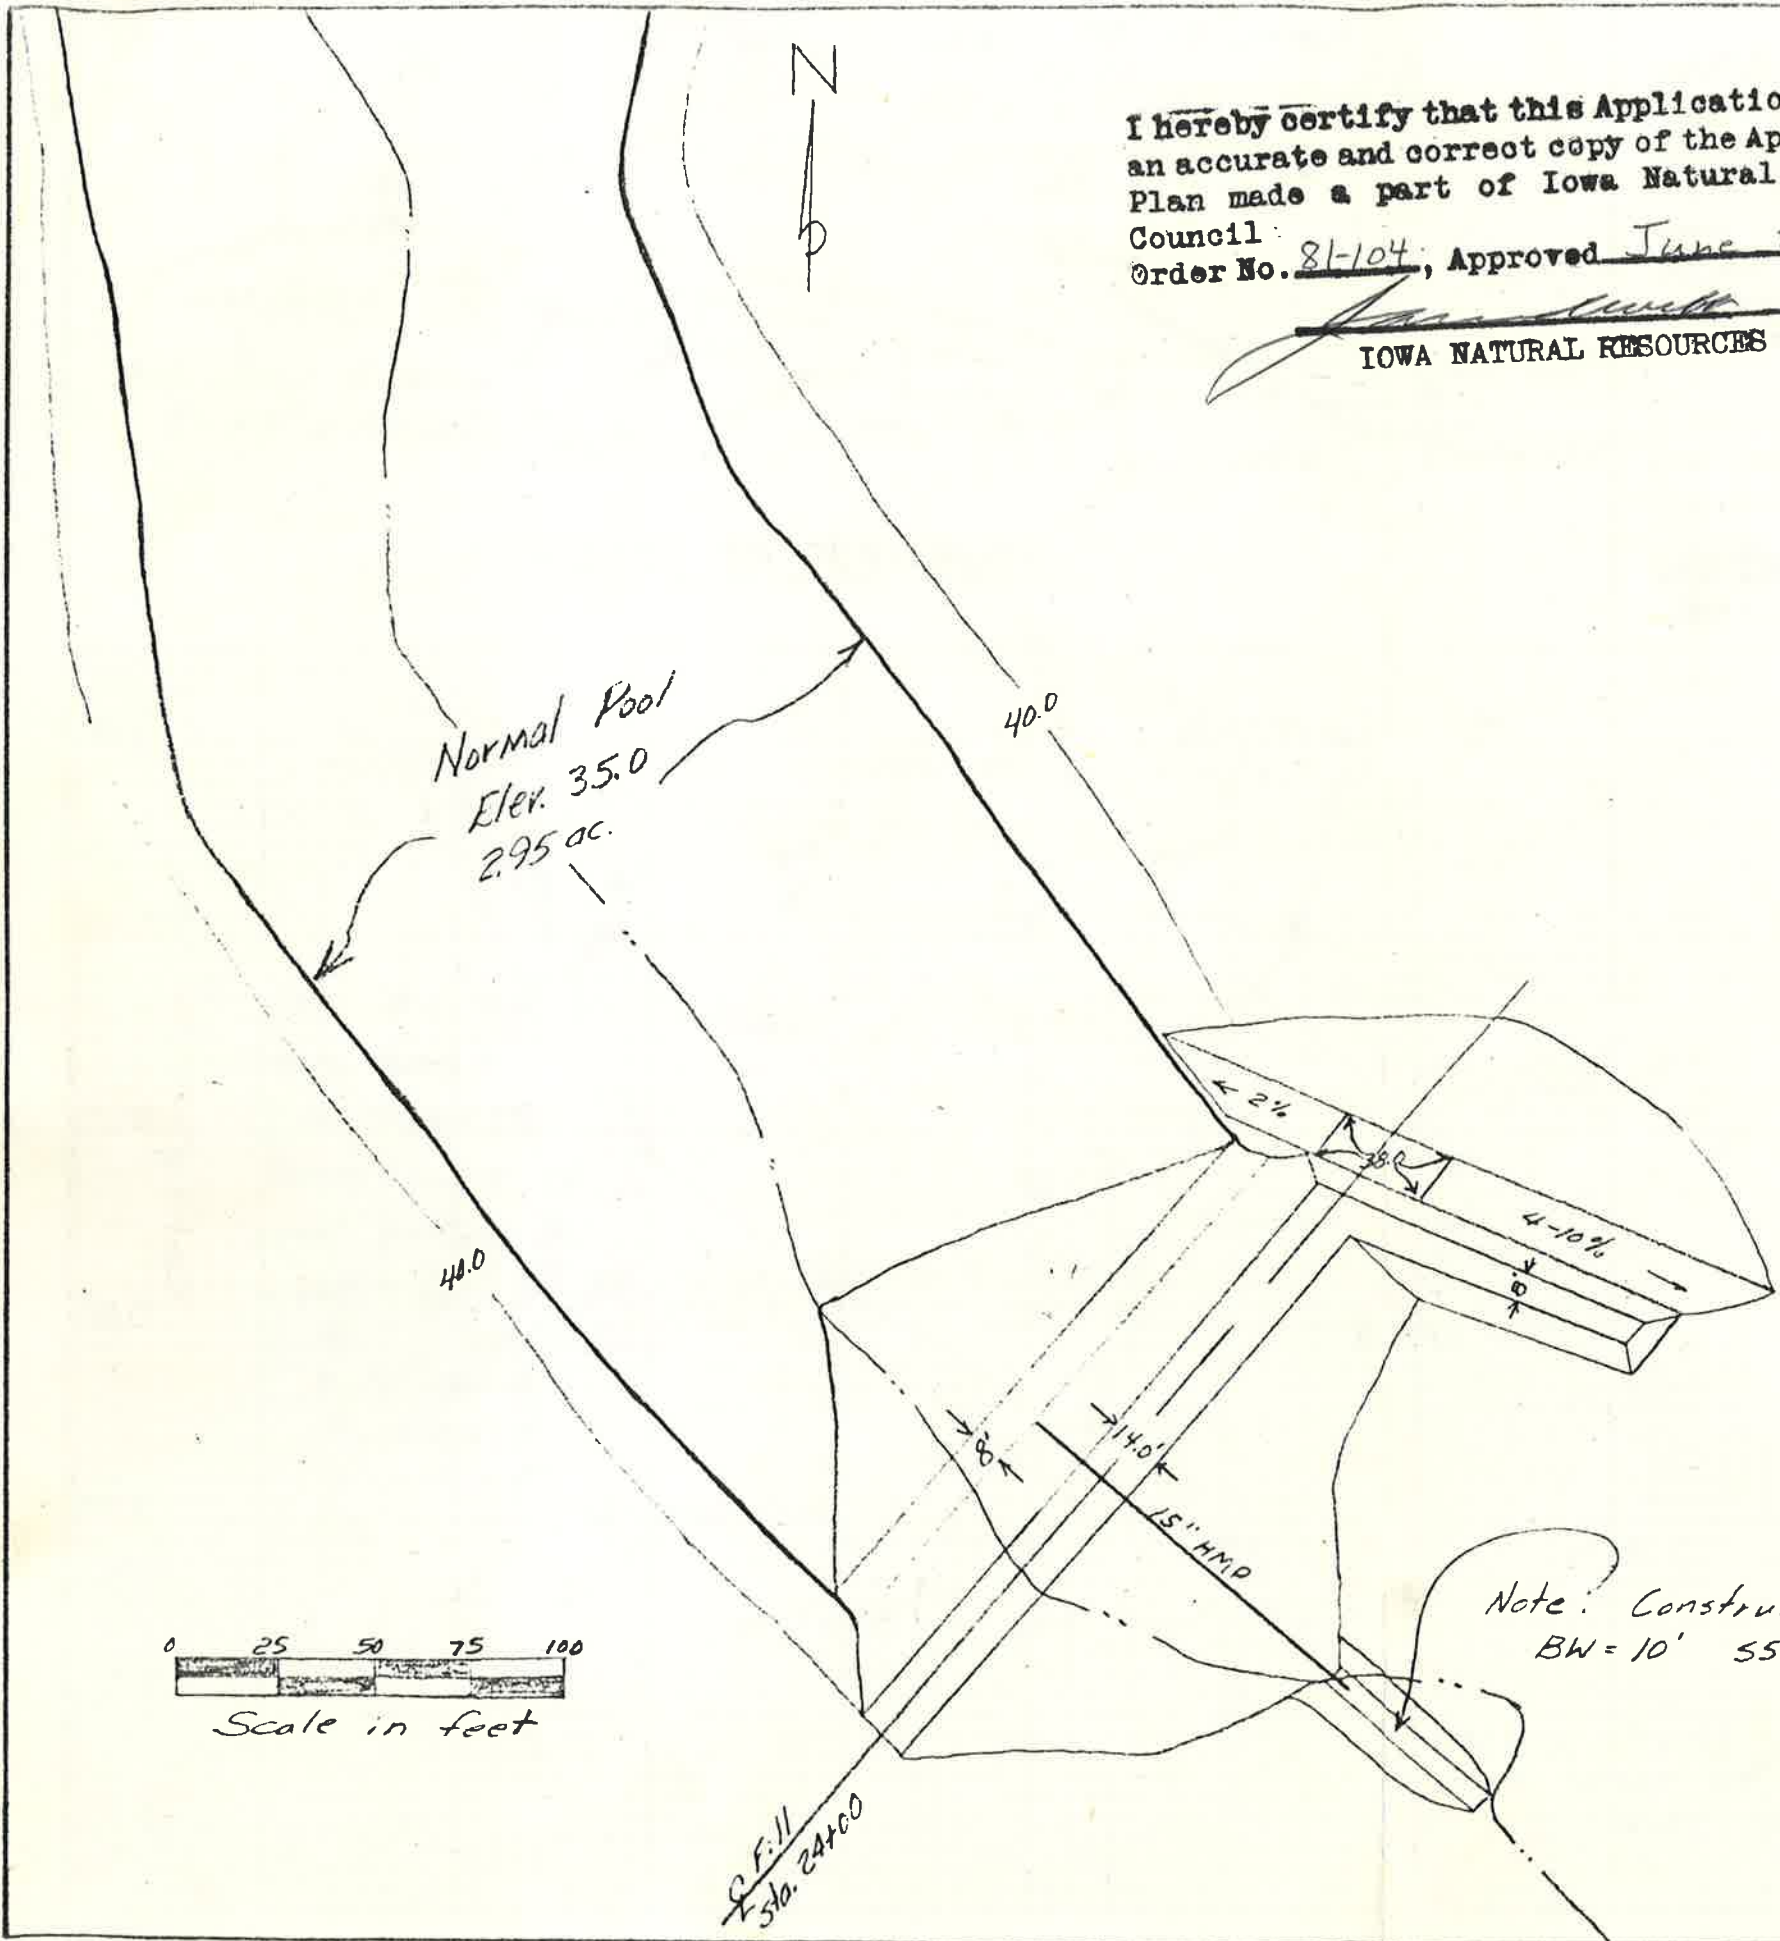 N
I hereby certify that this Applicatio
an accurate and correct copy of the Ap
Plan made a part of Iowa Natural
Council
Order No. 81-104, Approved June
IOWA NATURAL RESOURCES
Normal Pool
Elev. 35.0
2.95 ac.
40.0
← 2%
38.0
4-10%
8'
40.0
8'
14.0'
15" HMP
Note: Constru
BW = 10' SS
0 25 50 75 100
Scale in feet
℄ Fill
Sta. 24+00